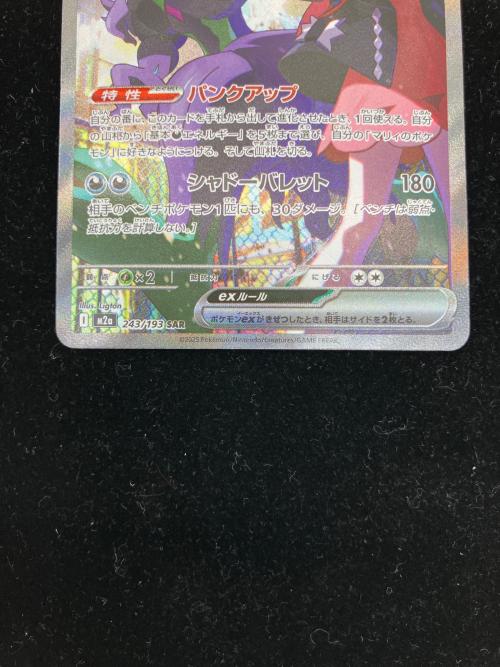 特性 パンクアップ
自分の番に、このカードを手札から出して進化させたとき、1回使える。自分
の山札から「基本エネルギー」を5枚まで選び、自分の「マリィのポケ
モン」に好きなようにつける。そして山札を切る。
シャドーバレット 180
相手のベンチポケモン1匹にも、30ダメージ。[ベンチは弱点・
抵抗力を計算しない。]
弱点 ×2 抵抗力 にげる
exルール
ポケモンexがきぜつしたとき、相手はサイドを2枚とる。
Illus. Ligton
I m2a 243/193 SAR
©2025 Pokémon/Nintendo/Creatures/GAME FREAK.